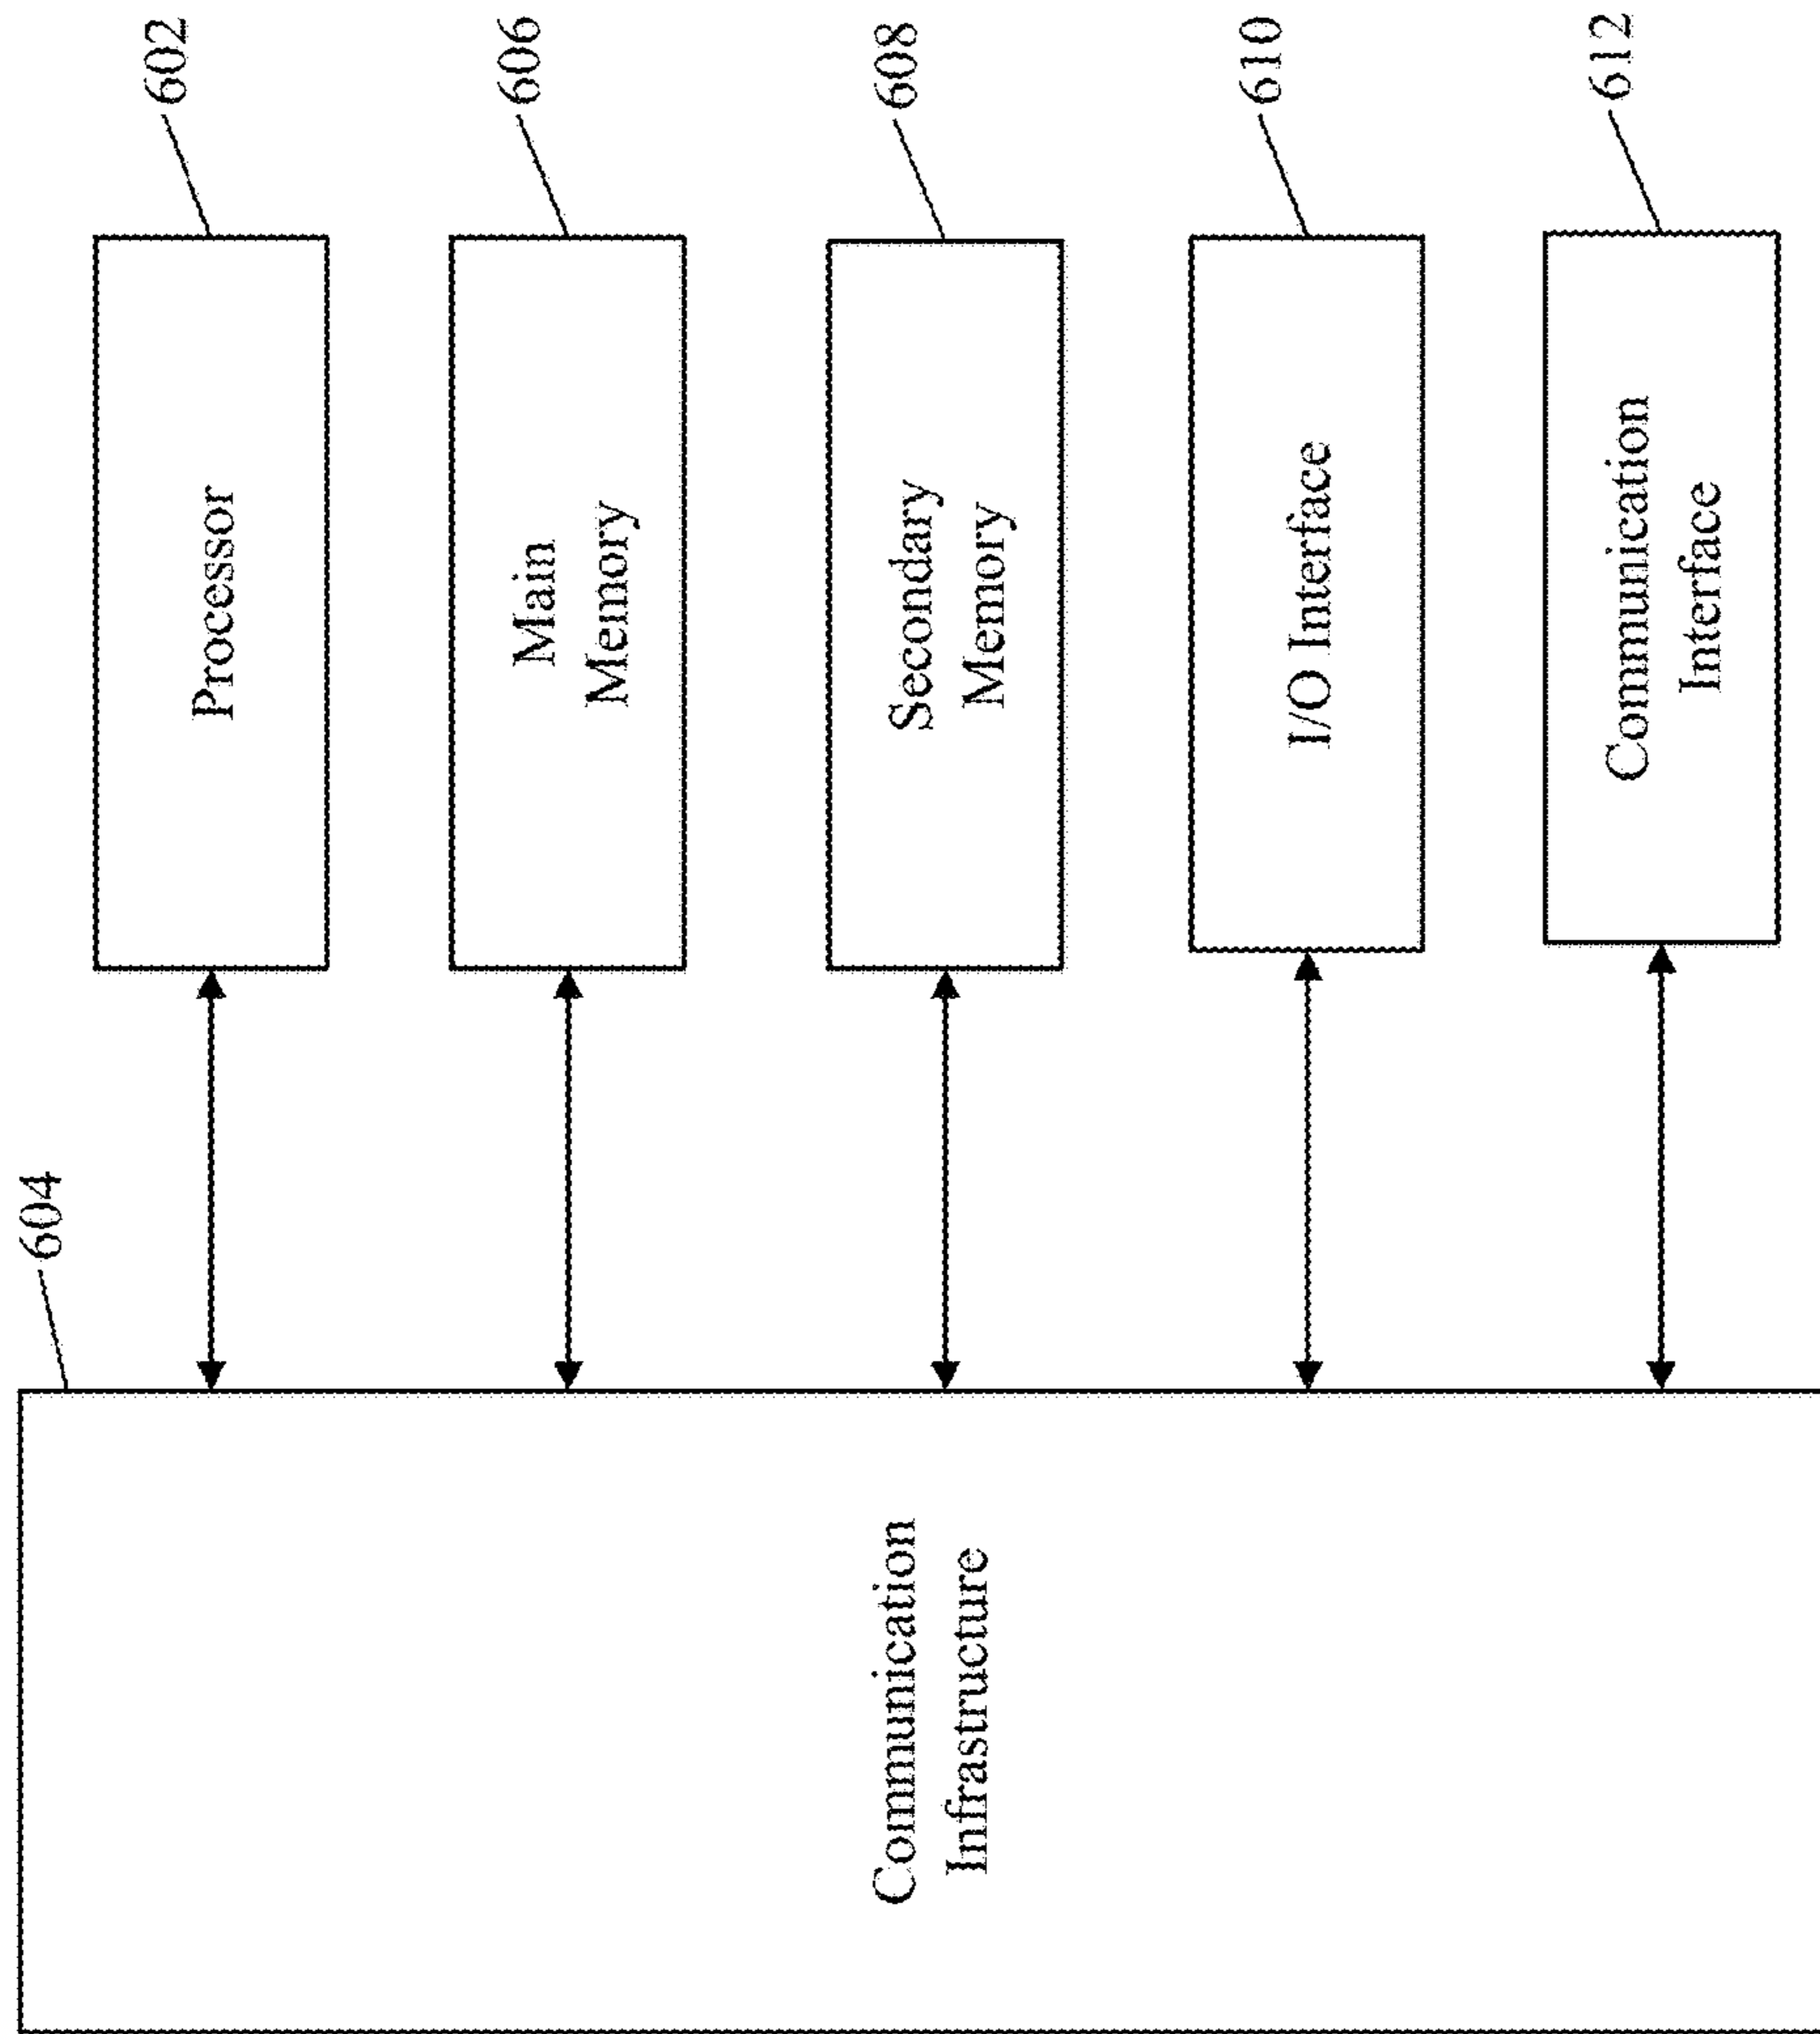 604
Communication
Infrastructure
Processor
602
Main
Memory
606
Secondary
Memory
608
I/O Interface
610
Communication
Interface
612